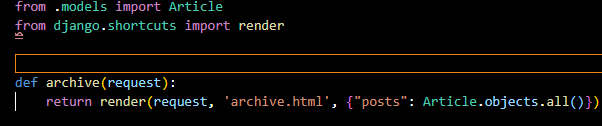 from .models import Article
from django.shortcuts import render
def archive(request):
    return render(request, 'archive.html', {"posts": Article.objects.all()})